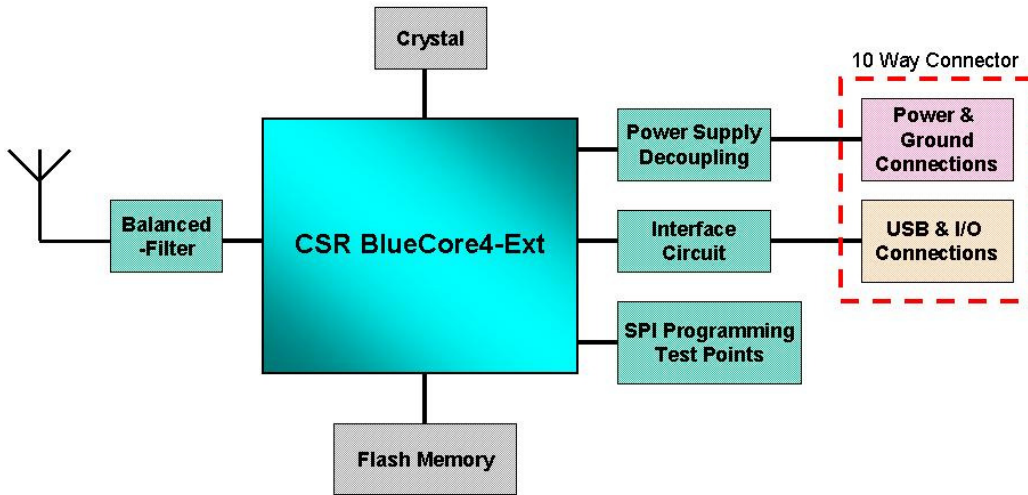 Crystal
10 Way Connector
Power Supply
Decoupling
Power &
Ground
Connections
Balanced
-Filter
CSR BlueCore4-Ext
Interface
Circuit
USB & I/O
Connections
SPI Programming
Test Points
Flash Memory